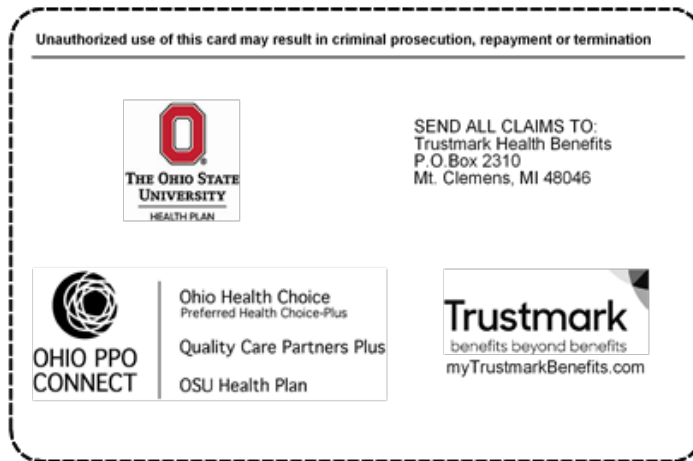 Unauthorized use of this card may result in criminal prosecution, repayment or termination
THE OHIO STATE
UNIVERSITY
HEALTH PLAN
SEND ALL CLAIMS TO:
Trustmark Health Benefits
P.O.Box 2310
Mt. Clemens, MI 48046
OHIO PPO
CONNECT
Ohio Health Choice
Preferred Health Choice-Plus
Quality Care Partners Plus
OSU Health Plan
Trustmark
benefits beyond benefits
myTrustmarkBenefits.com